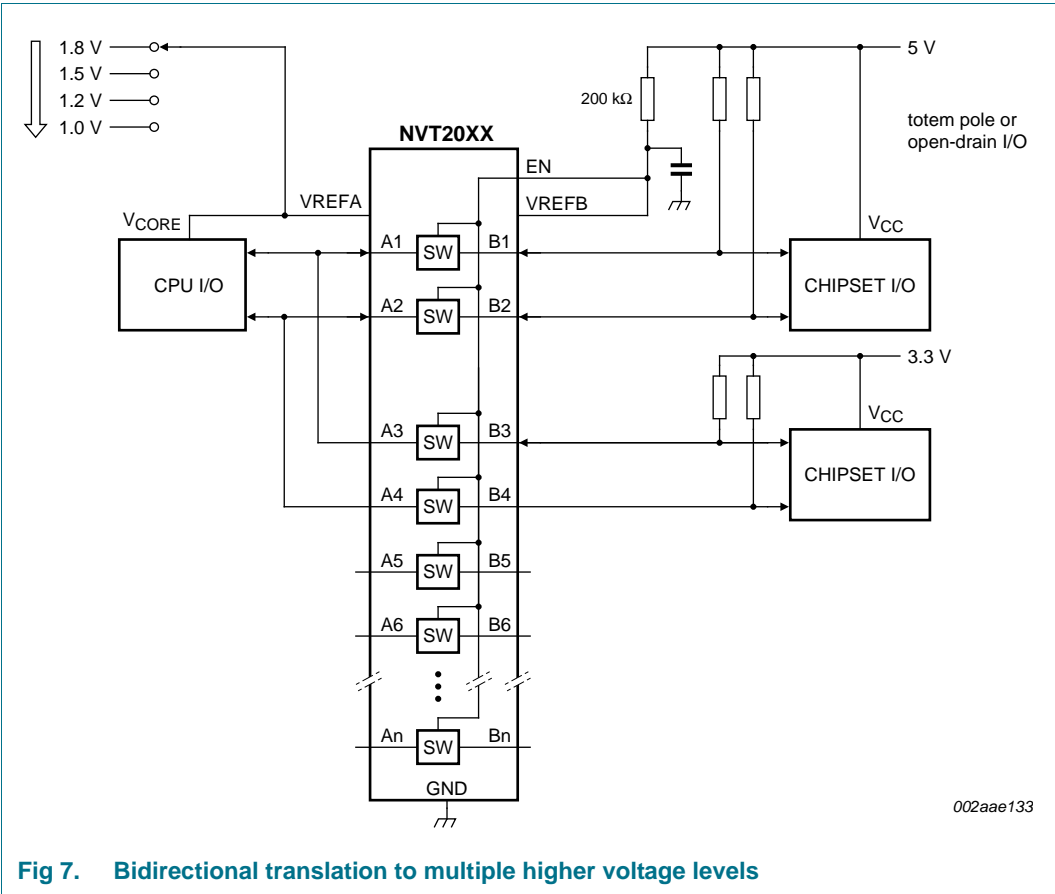 1.8 V
1.5 V
1.2 V
1.0 V
5 V
200 kΩ
totem pole or
open-drain I/O
NVT20XX
EN
VREFA
VREFB
VCORE
VCC
A1
SW
B1
CPU I/O
CHIPSET I/O
A2
SW
B2
3.3 V
VCC
A3
SW
B3
CHIPSET I/O
A4
SW
B4
A5
SW
B5
A6
SW
B6
An
SW
Bn
GND
002aae133
Fig 7. Bidirectional translation to multiple higher voltage levels